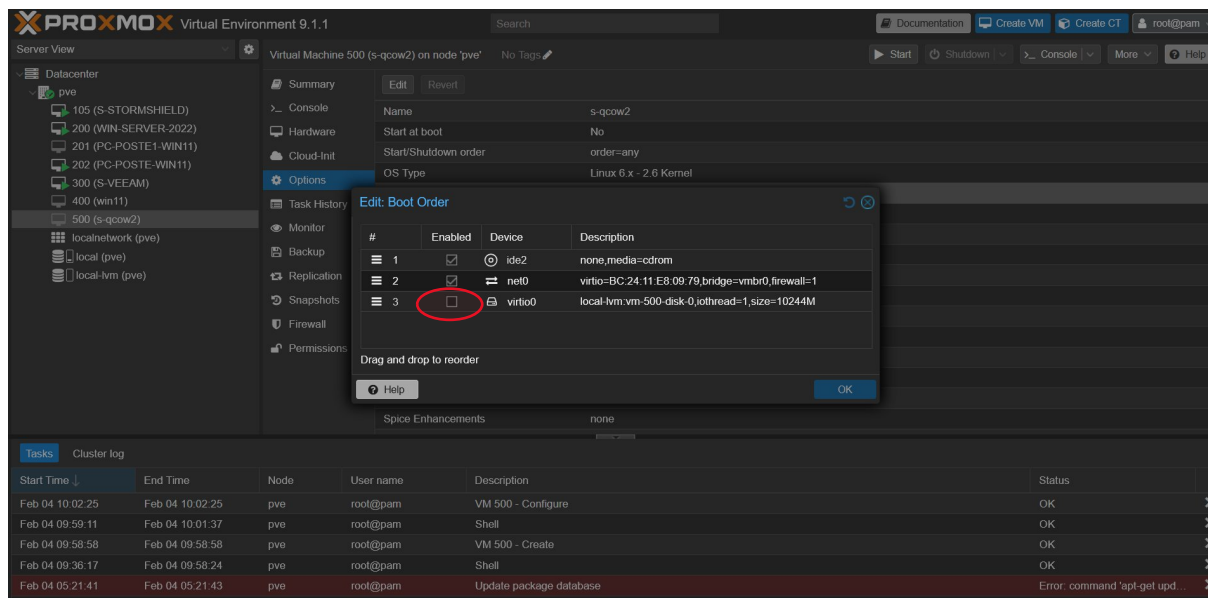 PROXMOX Virtual Environment 9.1.1 Search Documentation Create VM Create CT root@pam
Server View Virtual Machine 500 (s-qcow2) on node 'pve' No Tags Start Shutdown Console More Help
Datacenter
pve
105 (S-STORMSHIELD)
200 (WIN-SERVER-2022)
201 (PC-POSTE1-WIN11)
202 (PC-POSTE-WIN11)
300 (S-VEEAM)
400 (win11)
500 (s-qcow2)
localnetwork (pve)
local (pve)
local-lvm (pve)
Summary
Console
Hardware
Cloud-Init
Options
Task History
Monitor
Backup
Replication
Snapshots
Firewall
Permissions
Edit Revert
Name s-qcow2
Start at boot No
Start/Shutdown order order=any
OS Type Linux 6.x - 2.6 Kernel
Edit: Boot Order
# Enabled Device Description
1 ide2 none,media=cdrom
2 net0 virtio=BC:24:11:E8:09:79,bridge=vmbr0,firewall=1
3 virtio0 local-lvm:vm-500-disk-0,iothread=1,size=10244M
Drag and drop to reorder
Help OK
Spice Enhancements none
Tasks Cluster log
Start Time End Time Node User name Description Status
Feb 04 10:02:25 Feb 04 10:02:25 pve root@pam VM 500 - Configure OK
Feb 04 09:59:11 Feb 04 10:01:37 pve root@pam Shell OK
Feb 04 09:58:58 Feb 04 09:58:58 pve root@pam VM 500 - Create OK
Feb 04 09:36:17 Feb 04 09:58:24 pve root@pam Shell OK
Feb 04 05:21:41 Feb 04 05:21:43 pve root@pam Update package database Error: command 'apt-get upd...